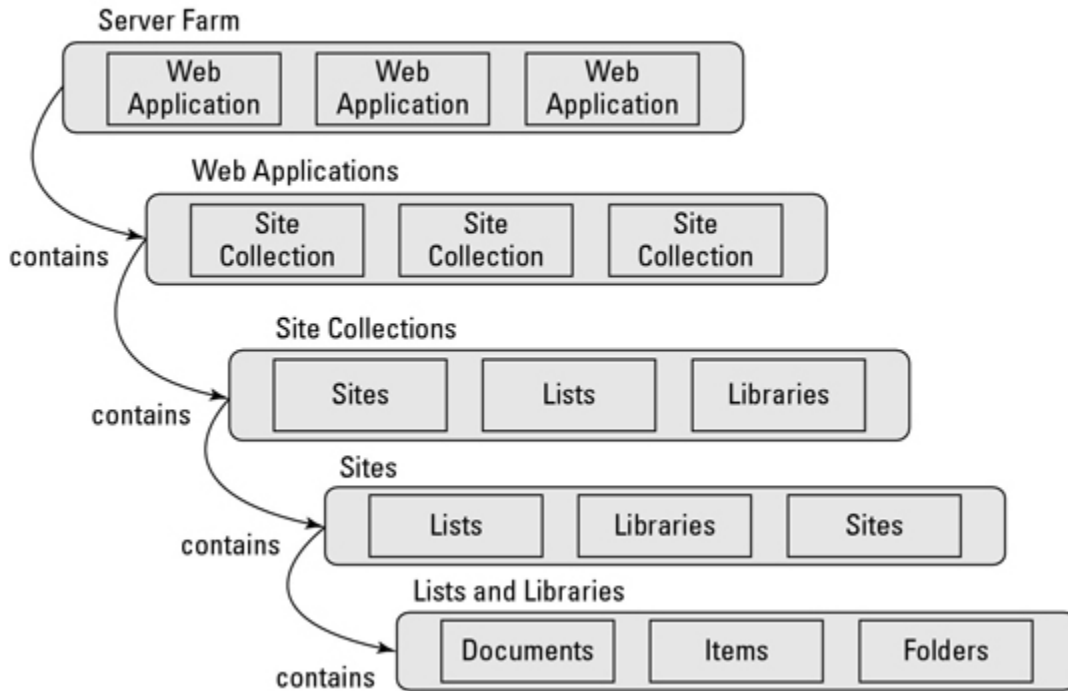 Server Farm
Web
Application
Web
Application
Web
Application
Web Applications
contains
Site
Collection
Site
Collection
Site
Collection
Site Collections
contains
Sites
Lists
Libraries
Sites
contains
Lists
Libraries
Sites
Lists and Libraries
contains
Documents
Items
Folders